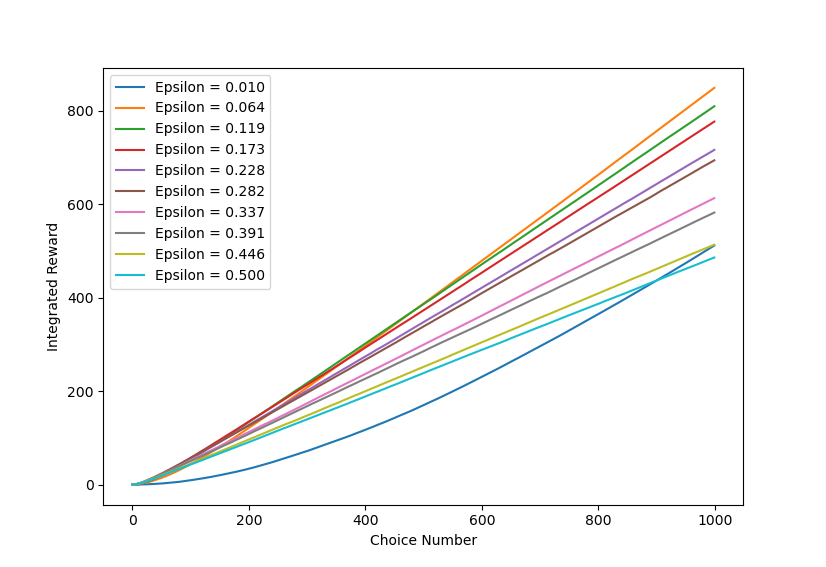 Epsilon = 0.010
Epsilon = 0.064
Epsilon = 0.119
Epsilon = 0.173
Epsilon = 0.228
Epsilon = 0.282
Epsilon = 0.337
Epsilon = 0.391
Epsilon = 0.446
Epsilon = 0.500
800
600
400
200
0
Integrated Reward
0 200 400 600 800 1000
Choice Number